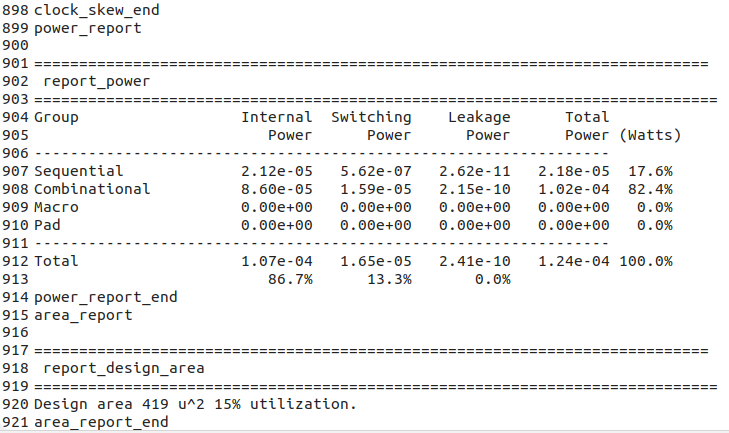 898 clock_skew_end
899 power_report
900
901 ===========================================================================
902  report_power
903 ============================================================================
904 Group                  Internal  Switching    Leakage      Total
905                           Power      Power      Power      Power (Watts)
906 ----------------------------------------------------------------
907 Sequential             2.12e-05   5.62e-07   2.62e-11   2.18e-05  17.6%
908 Combinational          8.60e-05   1.59e-05   2.15e-10   1.02e-04  82.4%
909 Macro                  0.00e+00   0.00e+00   0.00e+00   0.00e+00   0.0%
910 Pad                    0.00e+00   0.00e+00   0.00e+00   0.00e+00   0.0%
911 ----------------------------------------------------------------
912 Total                  1.07e-04   1.65e-05   2.41e-10   1.24e-04 100.0%
913                           86.7%      13.3%       0.0%
914 power_report_end
915 area_report
916
917 ===========================================================================
918  report_design_area
919 ============================================================================
920 Design area 419 u^2 15% utilization.
921 area_report_end